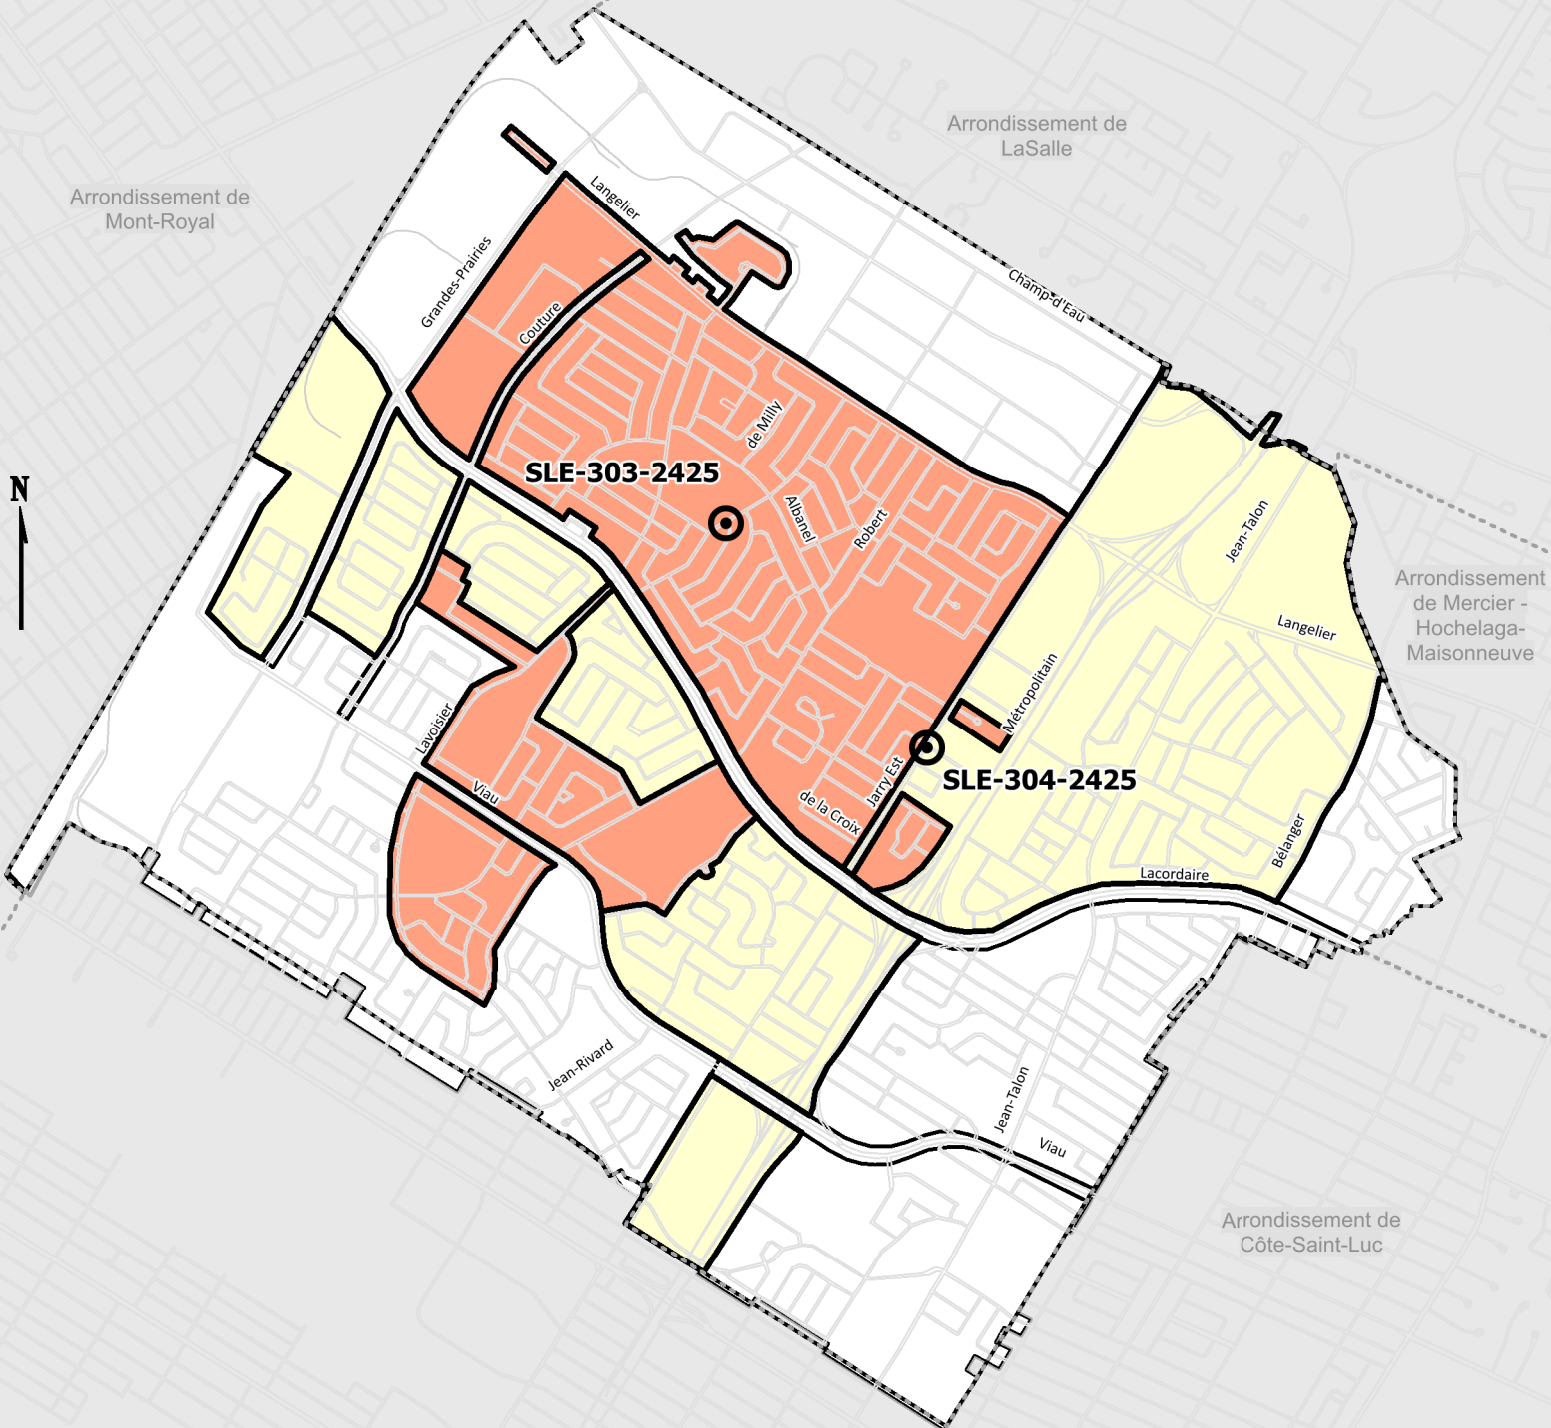 Arrondissement de
LaSalle
Arrondissement de
Mont-Royal
Langelier
Grandes-Prairies
Champ-d'Eau
Couture
de Milly
SLE-303-2425
N
Albanel
Robert
Jean-Talon
Arrondissement
de Mercier -
Hochelaga-
Maisonneuve
Langelier
Métropolitain
Lavoisier
Jarry Est
SLE-304-2425
Viau
de la Croix
Bélanger
Lacordaire
Jean-Rivard
Jean-Talon
Viau
Arrondissement de
Côte-Saint-Luc